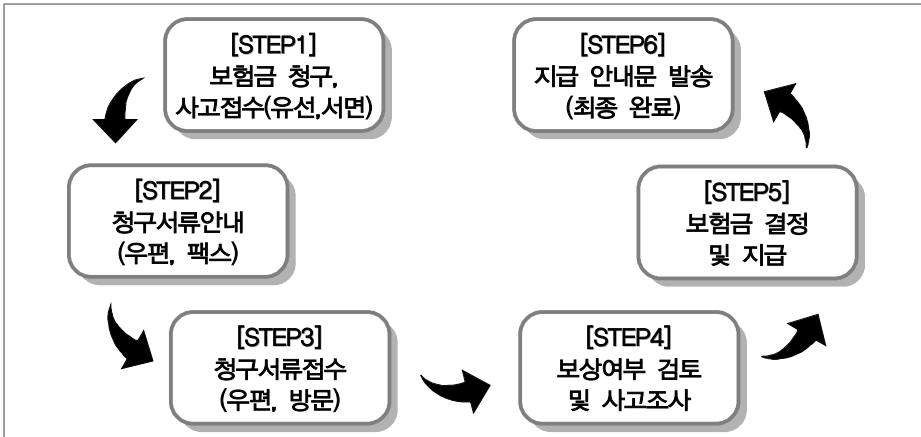 [STEP1]
보험금 청구,
사고접수(유선,서면)
[STEP2]
청구서류안내
(우편, 팩스)
[STEP3]
청구서류접수
(우편, 방문)
[STEP4]
보상여부 검토
및 사고조사
[STEP5]
보험금 결정
및 지급
[STEP6]
지급 안내문 발송
(최종 완료)